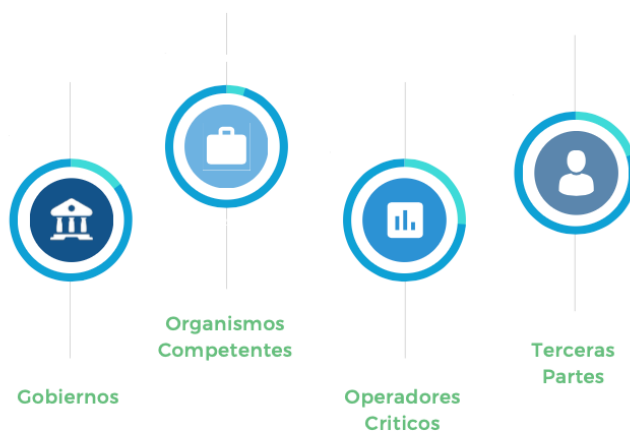 Gobiernos
Organismos
Competentes
Operadores
Criticos
Terceras
Partes